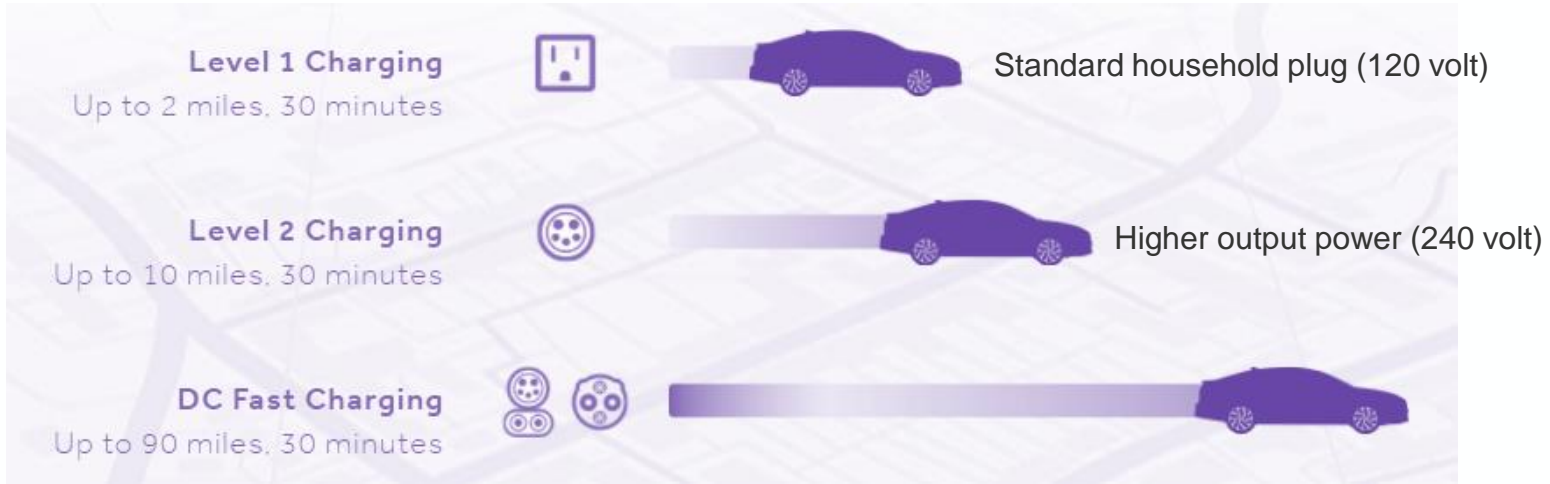 Level 1 Charging
Up to 2 miles, 30 minutes
Standard household plug (120 volt)
Level 2 Charging
Up to 10 miles, 30 minutes
Higher output power (240 volt)
DC Fast Charging
Up to 90 miles, 30 minutes